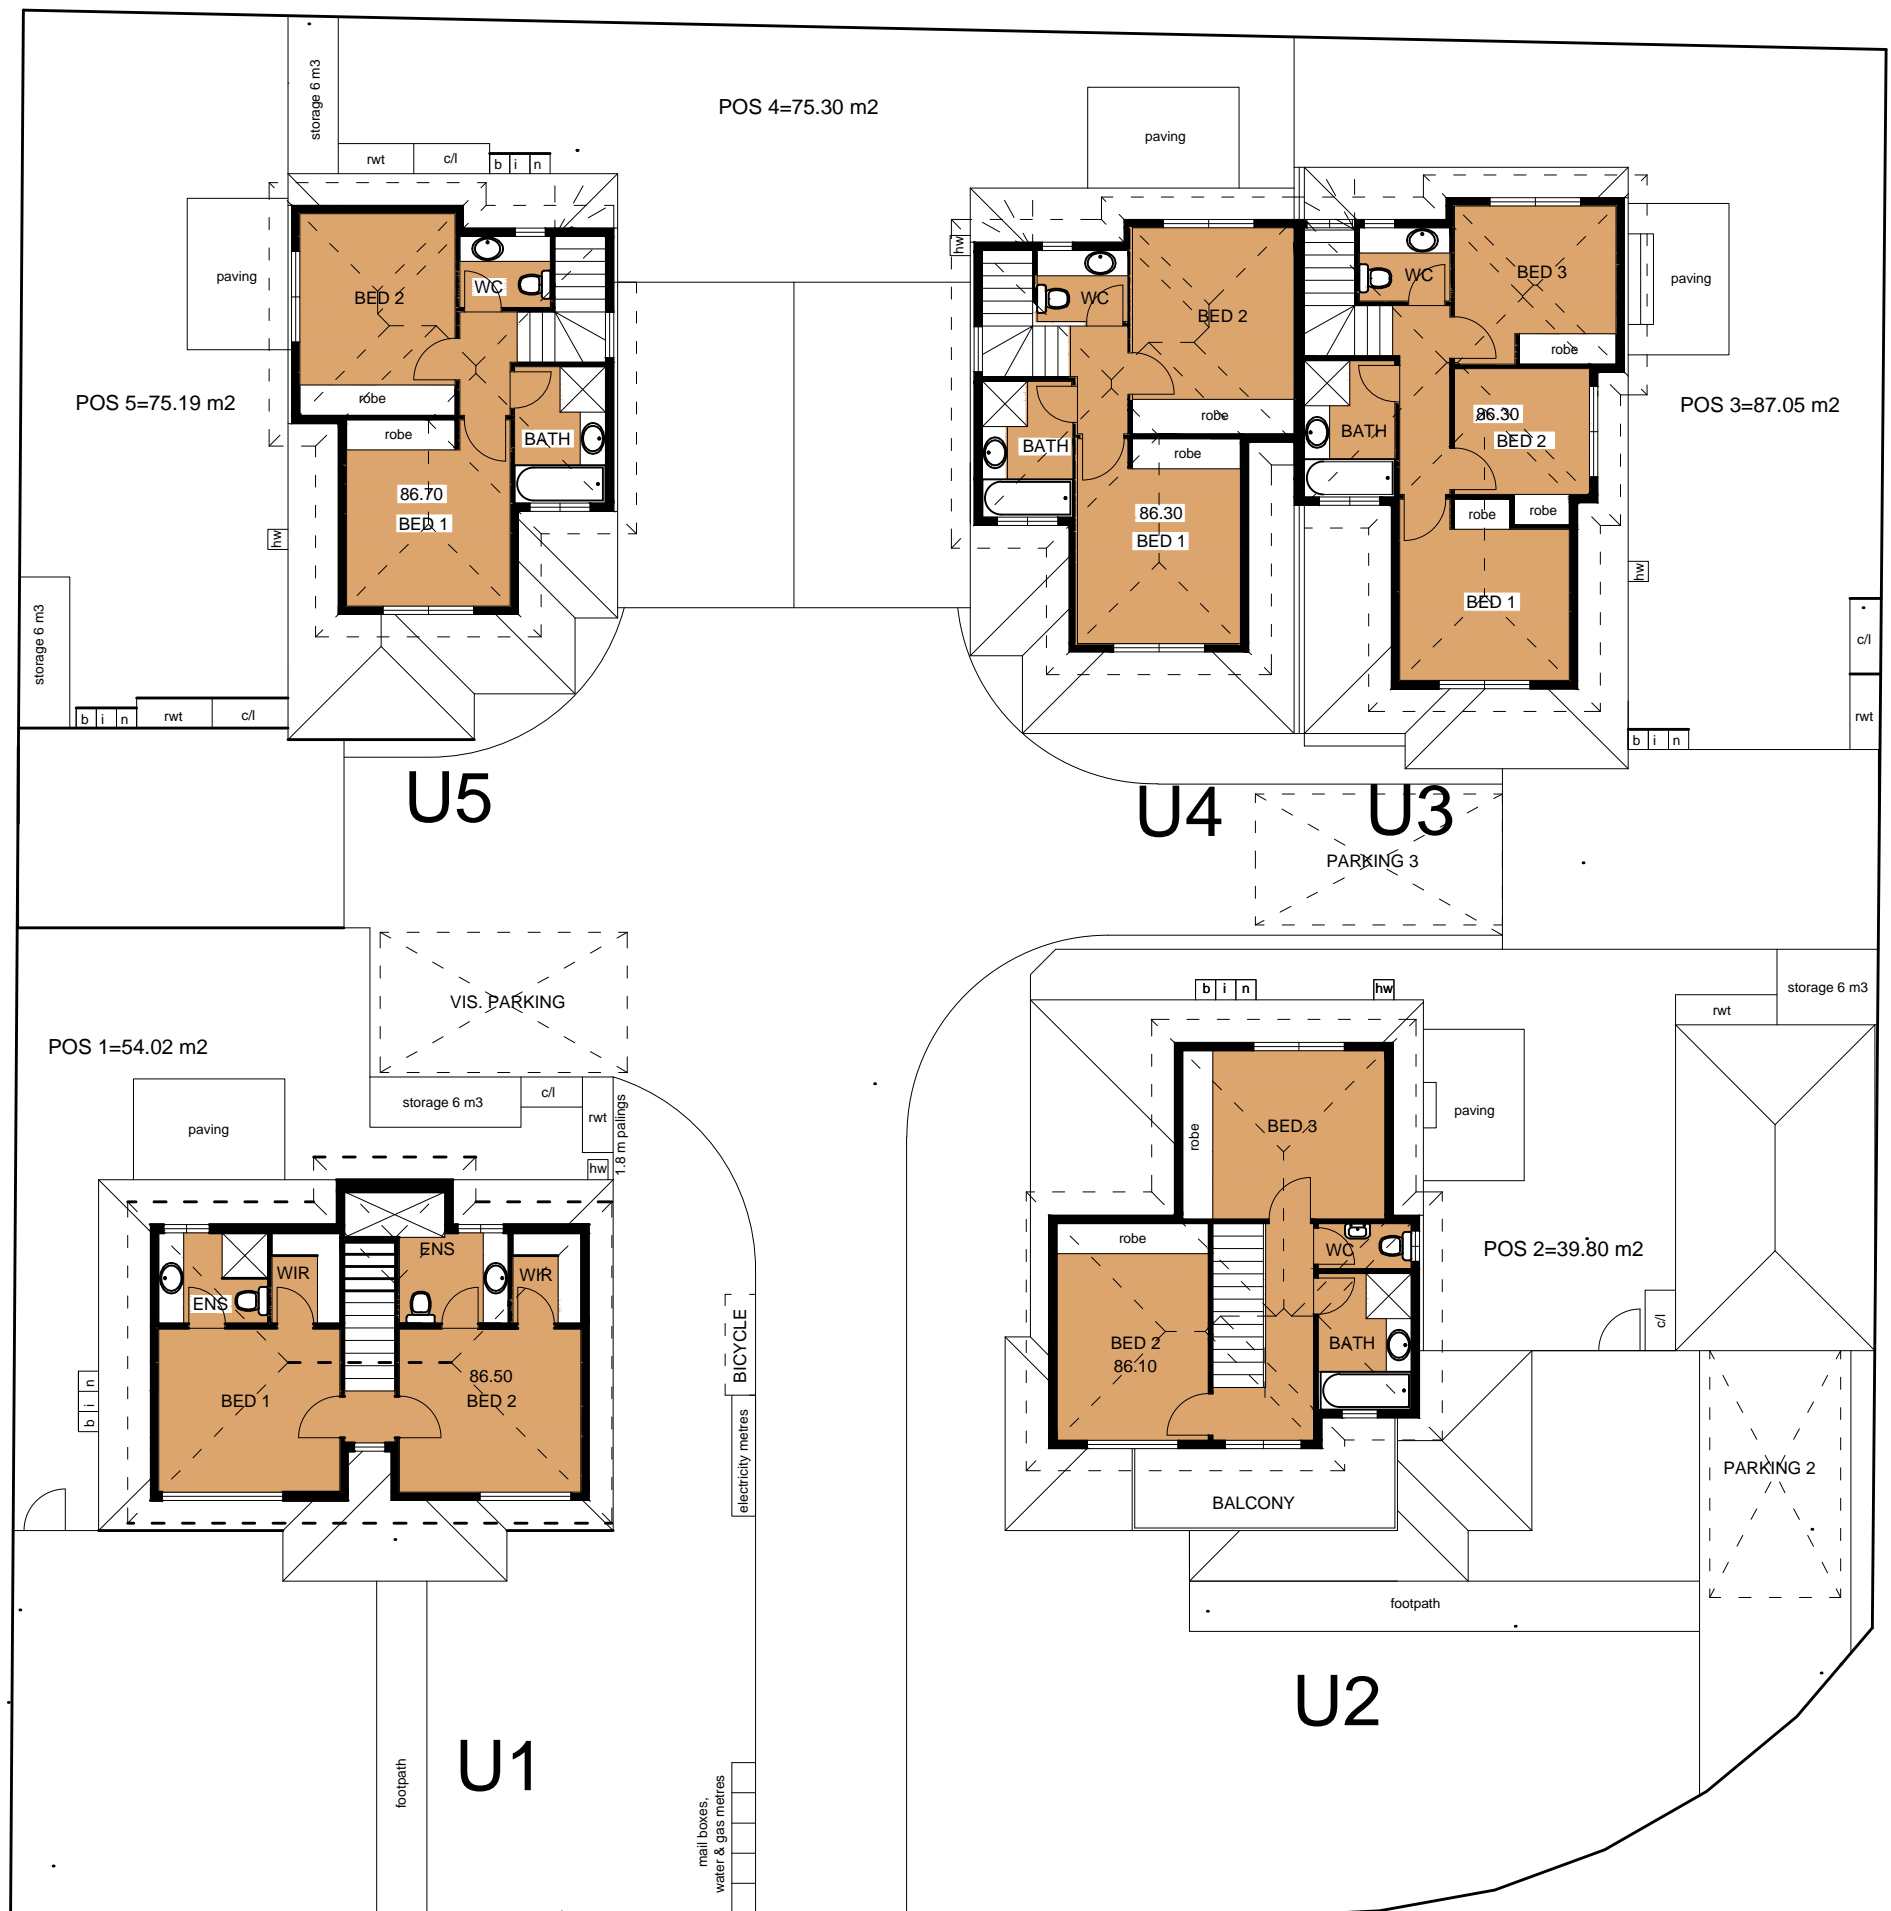 storage 6 m3
POS 4=75.30 m2
paving
rwt
c/l
b i n
paving
BED 2
WC
robe
robe
BATH
86.70
BED 1
hw
POS 5=75.19 m2
storage 6 m3
b i n
rwt
c/l
U5
hw
WC
BED 2
robe
BATH
robe
86.30
BED 1
U4
WC
BED 3
robe
paving
BATH
86.30
BED 2
robe
robe
BED 1
POS 3=87.05 m2
hw
c/l
rwt
b i n
U3
PARKING 3
VIS. PARKING
POS 1=54.02 m2
paving
storage 6 m3
c/l
rwt
1.8 m palings
hw
ENS
WIR
ENS
WIR
BED 1
86.50
BED 2
b i n
BICYCLE
electricity metres
footpath
U1
mail boxes,
water & gas metres
b i n
hw
storage 6 m3
rwt
robe
BED 3
paving
robe
WC
POS 2=39.80 m2
BED 2
86.10
BATH
c/l
BALCONY
PARKING 2
footpath
U2